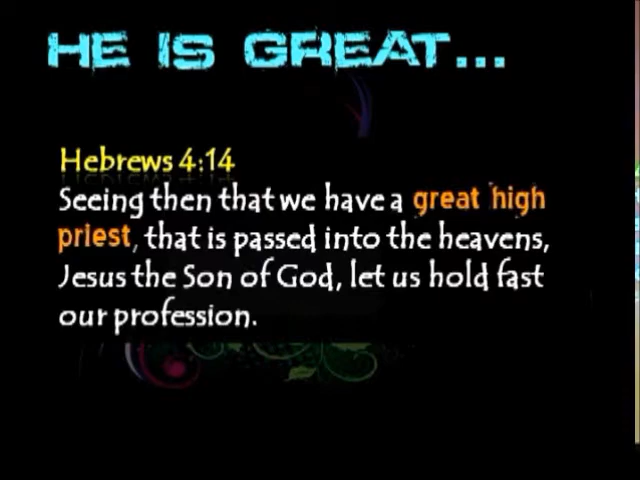 HE IS GREAT...
Hebrews 4:14
Seeing then that we have a great high
priest, that is passed into the heavens,
Jesus the Son of God, let us hold fast
our profession.